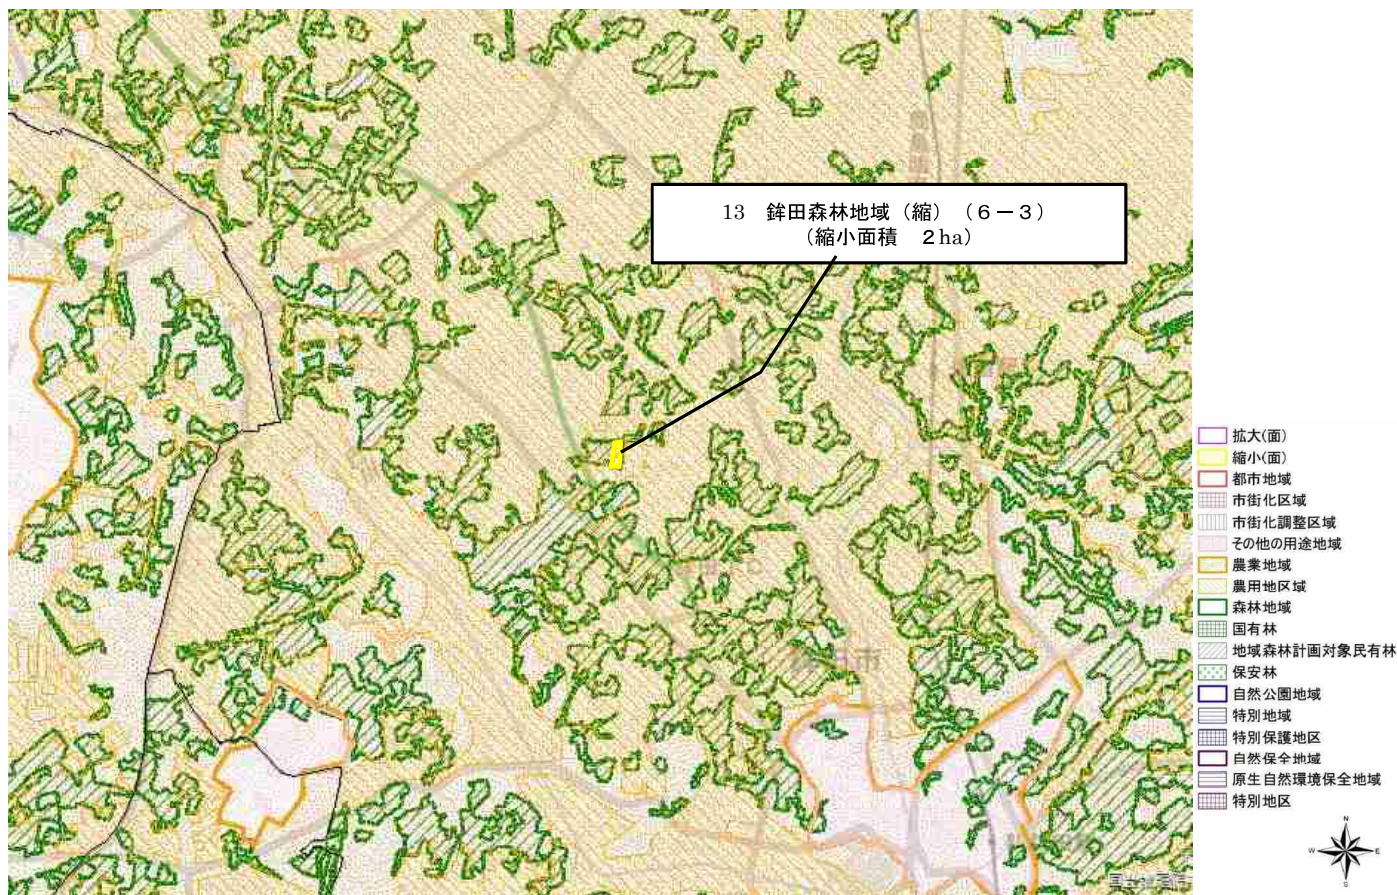 13 鉾田森林地域（縮）（６－３）
（縮小面積 ２ha）
拡大(面)
縮小(面)
都市地域
市街化区域
市街化調整区域
その他の用途地域
農業地域
農用地区域
森林地域
国有林
地域森林計画対象民有林
保安林
自然公園地域
特別地域
特別保護地区
自然保全地域
原生自然環境保全地域
特別地区
N
W
E
S